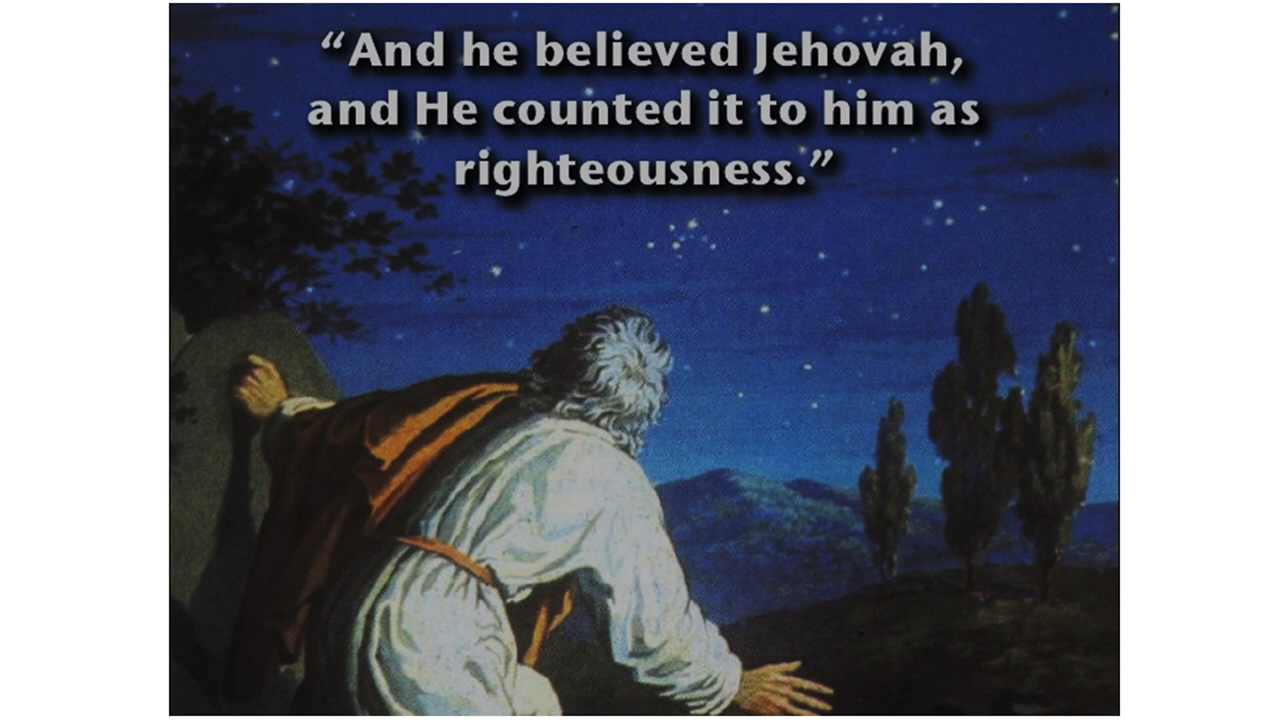 “And he believed Jehovah,
and He counted it to him as
righteousness.”